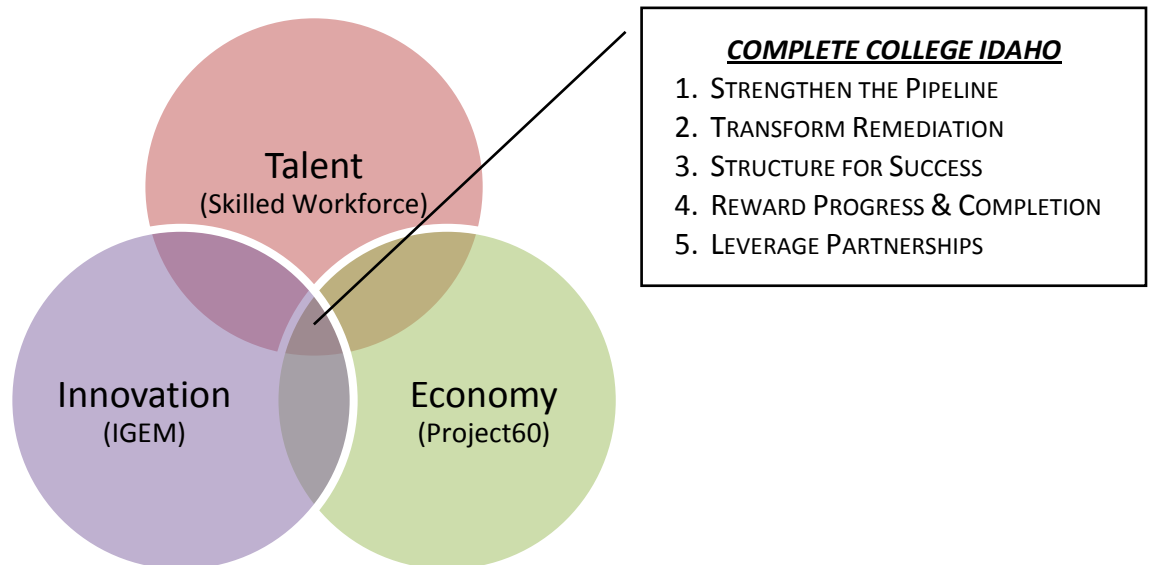 COMPLETE COLLEGE IDAHO
1. STRENGTHEN THE PIPELINE
2. TRANSFORM REMEDIATION
3. STRUCTURE FOR SUCCESS
4. REWARD PROGRESS & COMPLETION
5. LEVERAGE PARTNERSHIPS
Talent
(Skilled Workforce)
Innovation
(IGEM)
Economy
(Project60)